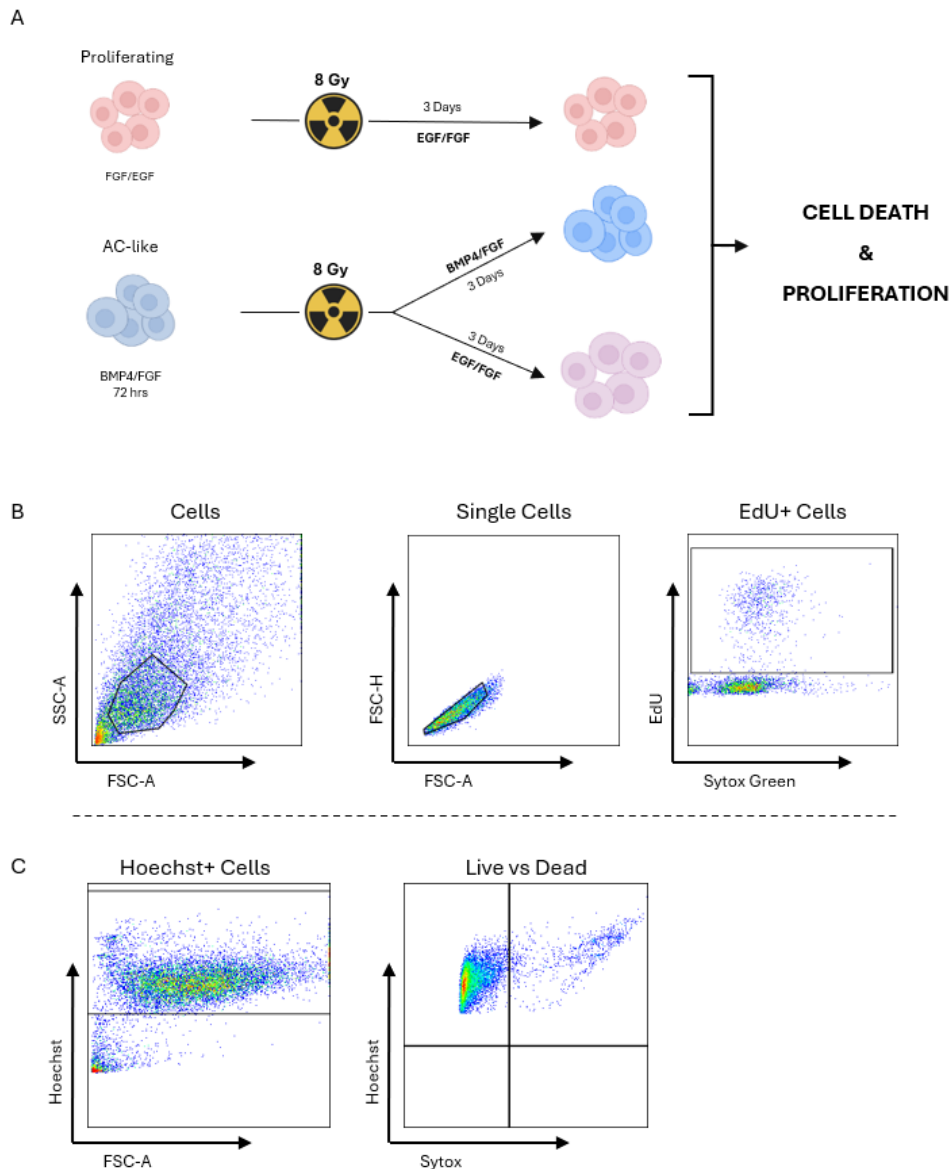 A
Proliferating
8 Gy
3 Days
EGF/FGF
FGF/EGF
CELL DEATH
&
PROLIFERATION
AC-like
8 Gy
BMP4/FGF
3 Days
3 Days
EGF/FGF
BMP4/FGF
72 hrs
B
Cells
Single Cells
EdU+ Cells
SSC-A
FSC-A
FSC-H
FSC-A
EdU
Sytox Green
C
Hoechst+ Cells
Live vs Dead
Hoechst
FSC-A
Hoechst
Sytox